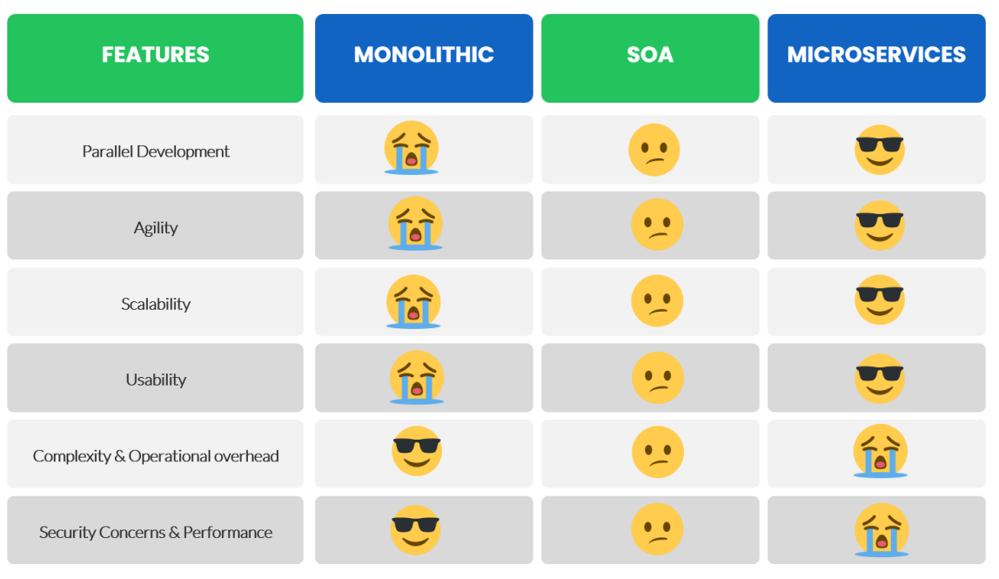 FEATURES MONOLITHIC SOA MICROSERVICES
Parallel Development
Agility
Scalability
Usability
Complexity & Operational overhead
Security Concerns & Performance